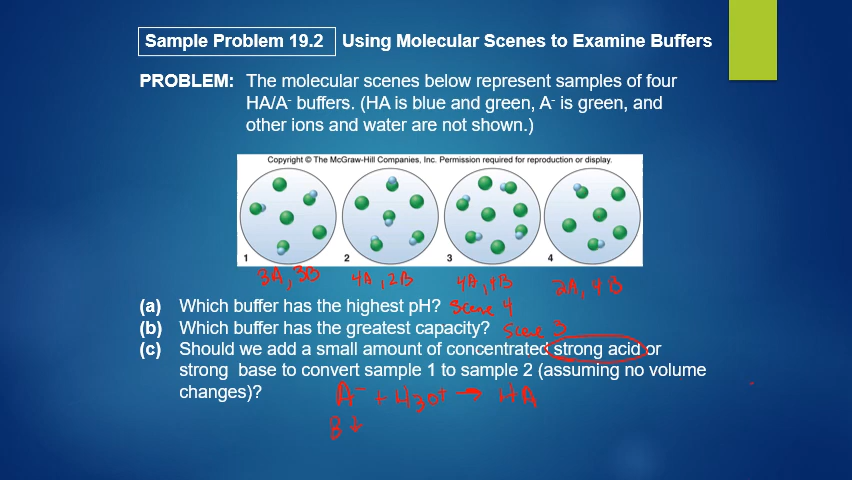 Sample Problem 19.2 Using Molecular Scenes to Examine Buffers
PROBLEM: The molecular scenes below represent samples of four
HA/A⁻ buffers. (HA is blue and green, A⁻ is green, and
other ions and water are not shown.)
Copyright © The McGraw-Hill Companies, Inc. Permission required for reproduction or display.
1 2 3 4
3A, 3B 4A, 2B 4A, 4B 2A, 4B
(a) Which buffer has the highest pH? Scene 4
(b) Which buffer has the greatest capacity? Scene 3
(c) Should we add a small amount of concentrated strong acid or
strong base to convert sample 1 to sample 2 (assuming no volume
changes)?
A⁻ + H3O+ → HA
B ↓